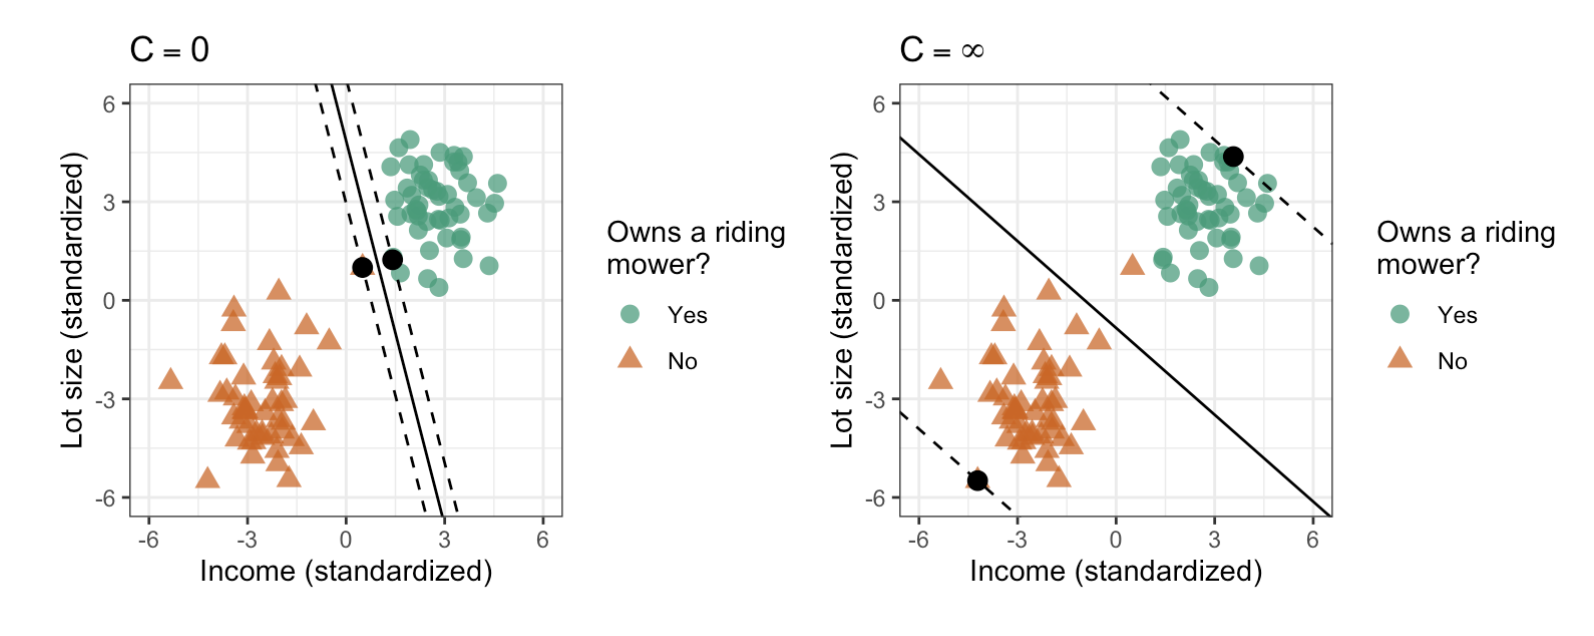 C = 0
6
3
0
-3
-6
-6
-3
0
3
6
Lot size (standardized)
Income (standardized)
Owns a riding
mower?
Yes
No
C = ∞
6
3
0
-3
-6
-6
-3
0
3
6
Lot size (standardized)
Income (standardized)
Owns a riding
mower?
Yes
No